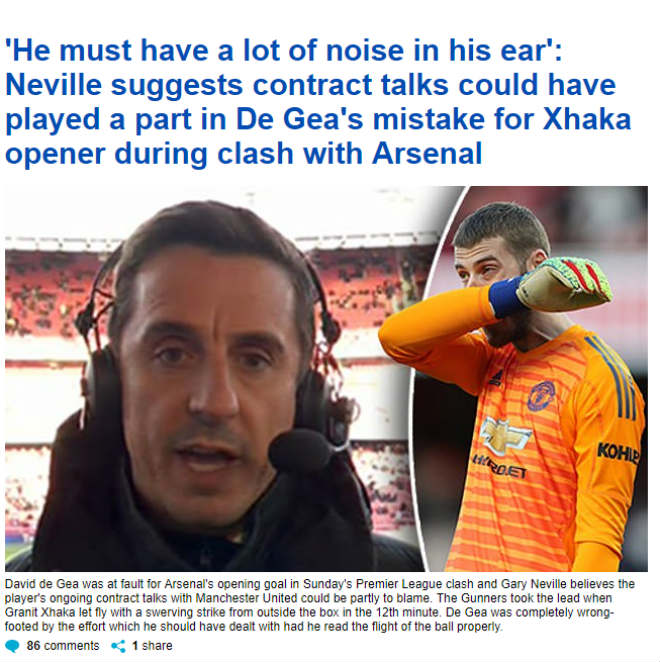 'He must have a lot of noise in his ear':
Neville suggests contract talks could have
played a part in De Gea's mistake for Xhaka
opener during clash with Arsenal
CHEVROLET
KOHLE
David de Gea was at fault for Arsenal's opening goal in Sunday's Premier League clash and Gary Neville believes the
player's ongoing contract talks with Manchester United could be partly to blame. The Gunners took the lead when
Granit Xhaka let fly with a swerving strike from outside the box in the 12th minute. De Gea was completely wrong-
footed by the effort which he should have dealt with had he read the flight of the ball properly.
86 comments 1 share